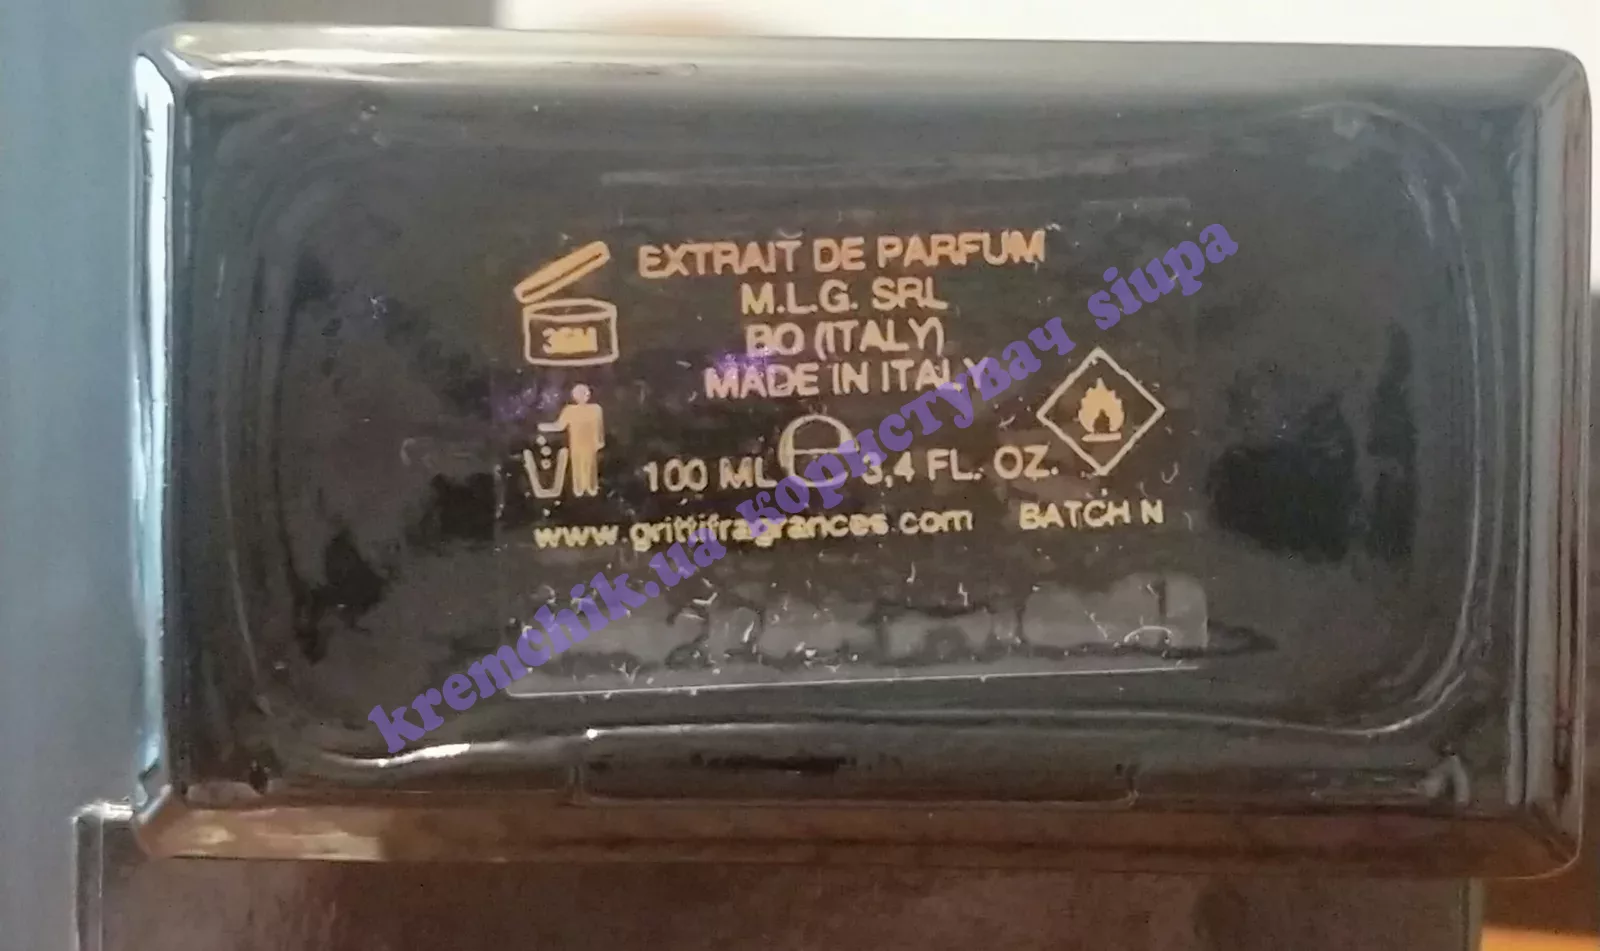 EXTRAIT DE PARFUM
M.L.G. SRL
BO (ITALY)
MADE IN ITALY
36M
100 ML ⊖ 3,4 FL. OZ.
www.grittifragrances.com BATCH N
kremchik.ua користувач siupa